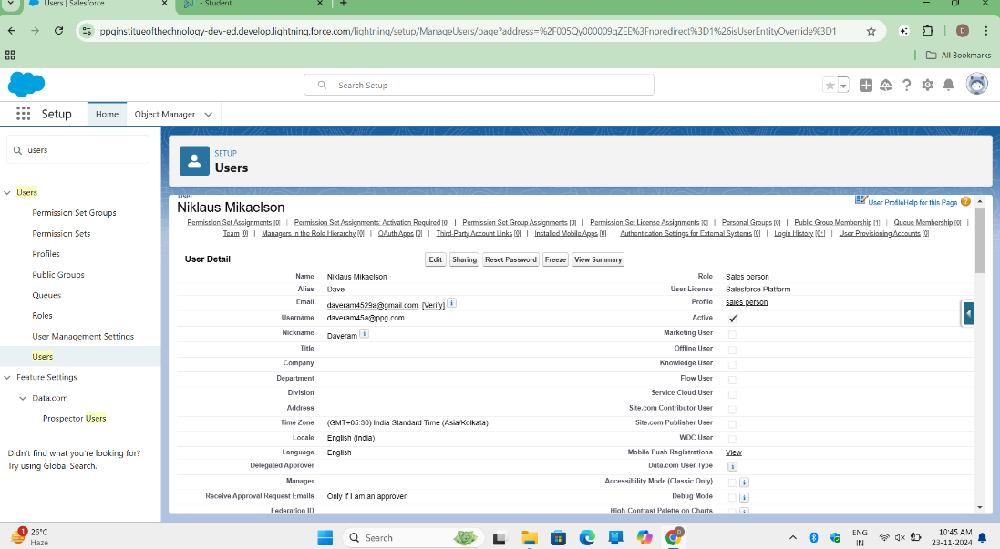 Users | Salesforce
- Student
ppginstitueofthechnology-dev-ed.develop.lightning.force.com/lightning/setup/ManageUsers/page?address=%2F005Qy000009qZEE%3Fnoredirect%3D1%26isUserEntityOverride%3D1
D
All Bookmarks
Search Setup
Setup
Home
Object Manager
users
Users
Permission Set Groups
Permission Sets
Profiles
Public Groups
Queues
Roles
User Management Settings
Users
Feature Settings
Data.com
Prospector Users
Didn't find what you're looking for?
Try using Global Search.
SETUP
Users
User
Niklaus Mikaelson
User Profile Help for this Page ?
Permission Set Assignments [0] | Permission Set Assignments: Activation Required [0] | Permission Set Group Assignments [0] | Permission Set License Assignments [0] | Personal Groups [0] | Public Group Membership [1] | Queue Membership [0] |
Team [0] | Managers in the Role Hierarchy [0] | OAuth Apps [0] | Third-Party Account Links [0] | Installed Mobile Apps [0] | Authentication Settings for External Systems [0] | Login History [0+] | User Provisioning Accounts [0]
User Detail
Edit Sharing Reset Password Freeze View Summary
Name Niklaus Mikaelson Role Sales person
Alias Dave User License Salesforce Platform
Email daveram4529a@gmail.com [Verify] i Profile sales person
Username daveram45a@ppg.com Active ✓
Nickname Daveram i Marketing User
Title Offline User
Company Knowledge User
Department Flow User
Division Service Cloud User
Address Site.com Contributor User
Time Zone (GMT+05:30) India Standard Time (Asia/Kolkata) Site.com Publisher User
Locale English (India) WDC User
Language English Mobile Push Registrations View
Delegated Approver Data.com User Type i
Manager Accessibility Mode (Classic Only) i
Receive Approval Request Emails Only if I am an approver Debug Mode i
Federation ID High-Contrast Palette on Charts i
1
26°C
Haze
Search
D
ENG
IN
10:45 AM
23-11-2024